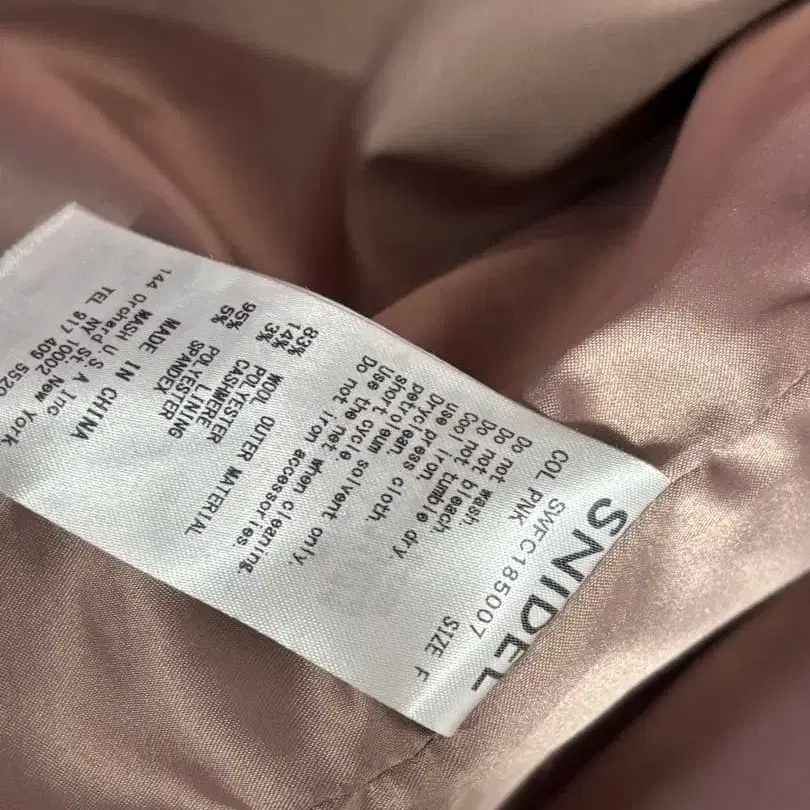 SNIDEL
SWFC185007
COL PNK SIZE F
Do not wash
Do not bleach.
Do not tumble dry.
Cool iron.
use press cloth.
Dryclean.
petroleum solvent only,
short cycle
Use the net when cleaning
Do not iron accessories.
OUTER MATERIAL
83% WOOL
14% POLYESTER
3% CASHMERE
LINING
95% POLYESTER
5% SPANDEX
MADE IN CHINA
MASH U.S.A. Inc
144 Orchard St. New York
NY 10002
TEL 917 409 5520